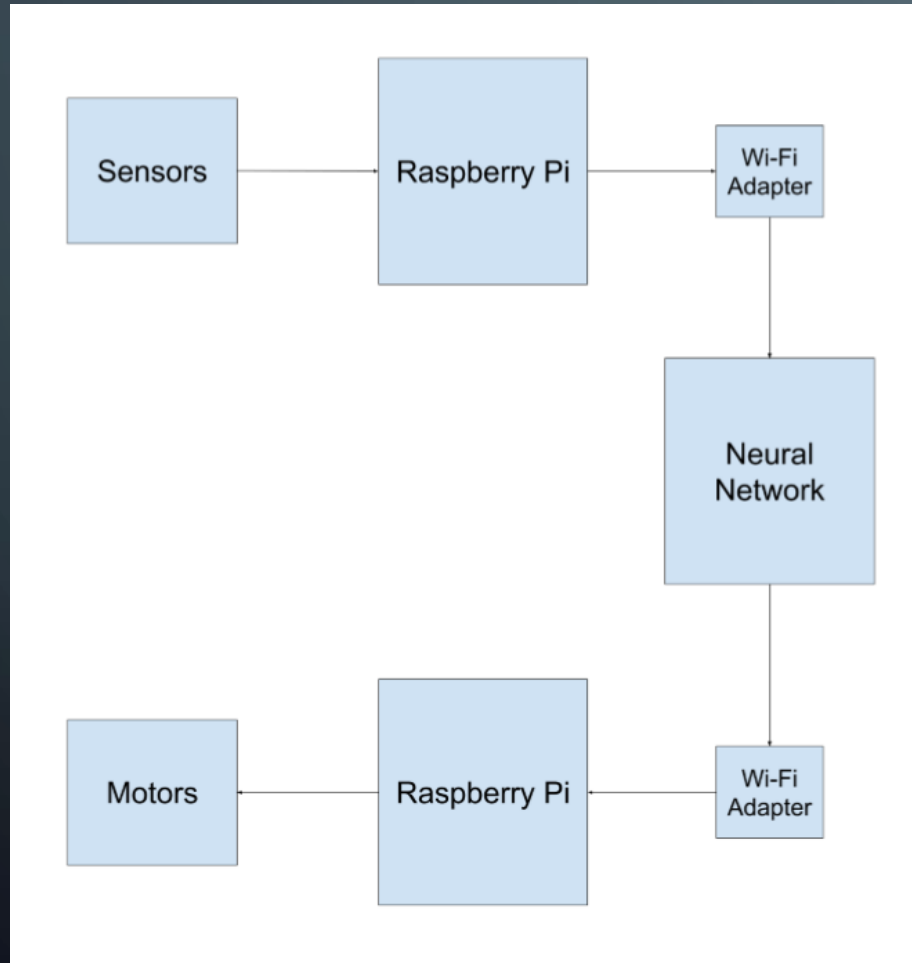 Sensors
Raspberry Pi
Wi-Fi
Adapter
Neural
Network
Motors
Raspberry Pi
Wi-Fi
Adapter